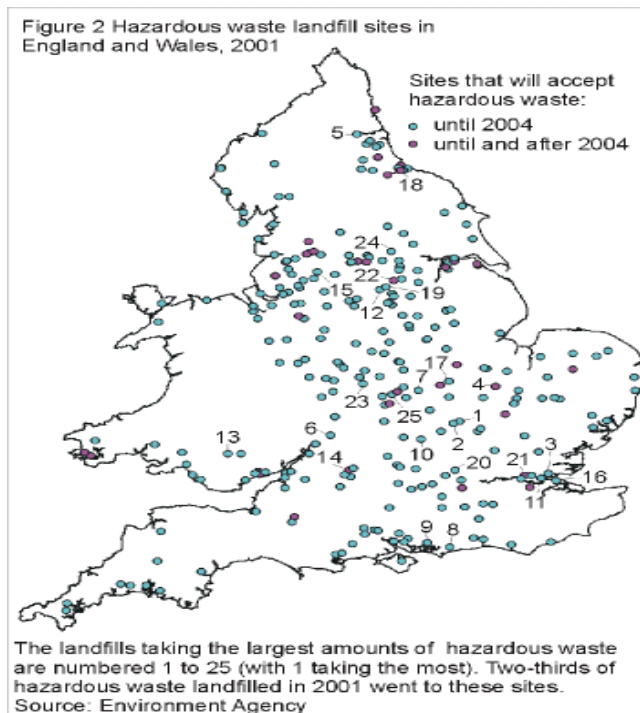 Figure 2 Hazardous waste landfill sites in
England and Wales, 2001
Sites that will accept
hazardous waste:
until 2004
until and after 2004
5
18
24
22
15
19
12
17
7
4
23
25
1
6
2
13
10
3
14
20
21
16
11
9
8
The landfills taking the largest amounts of hazardous waste
are numbered 1 to 25 (with 1 taking the most). Two-thirds of
hazardous waste landfilled in 2001 went to these sites.
Source: Environment Agency